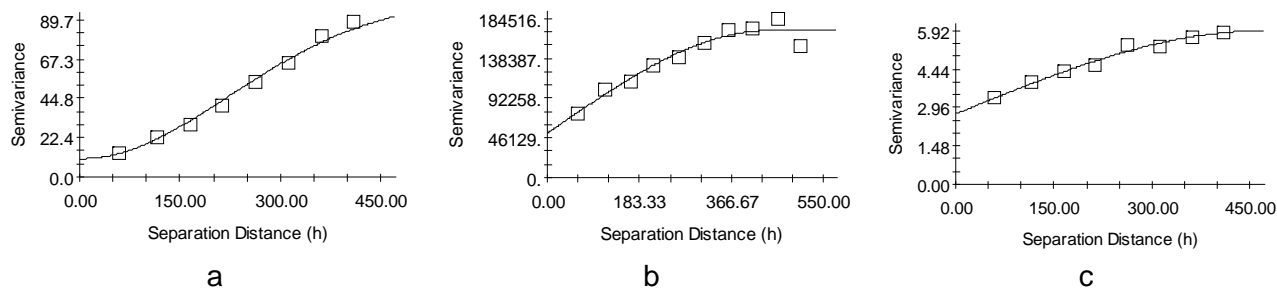 89.7
67.3
44.8
22.4
0.0
0.00 150.00 300.00 450.00
Semivariance
Separation Distance (h)
a
184516.
138387.
92258.
46129.
0.
0.00 183.33 366.67 550.00
Semivariance
Separation Distance (h)
b
5.92
4.44
2.96
1.48
0.00
0.00 150.00 300.00 450.00
Semivariance
Separation Distance (h)
c